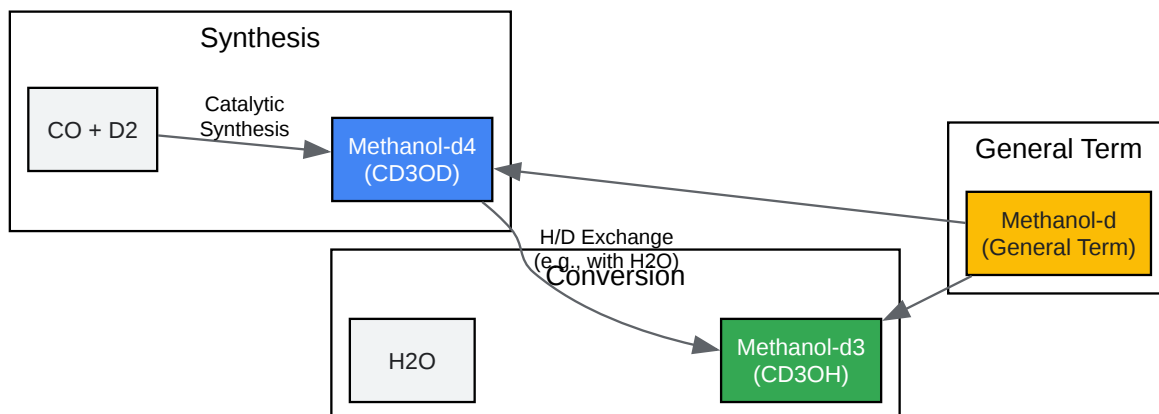 Synthesis
CO + D2
Catalytic
Synthesis
Methanol-d4
(CD3OD)
General Term
Methanol-d
(General Term)
H/D Exchange
(e.g., with H2O)
Conversion
H2O
Methanol-d3
(CD3OH)